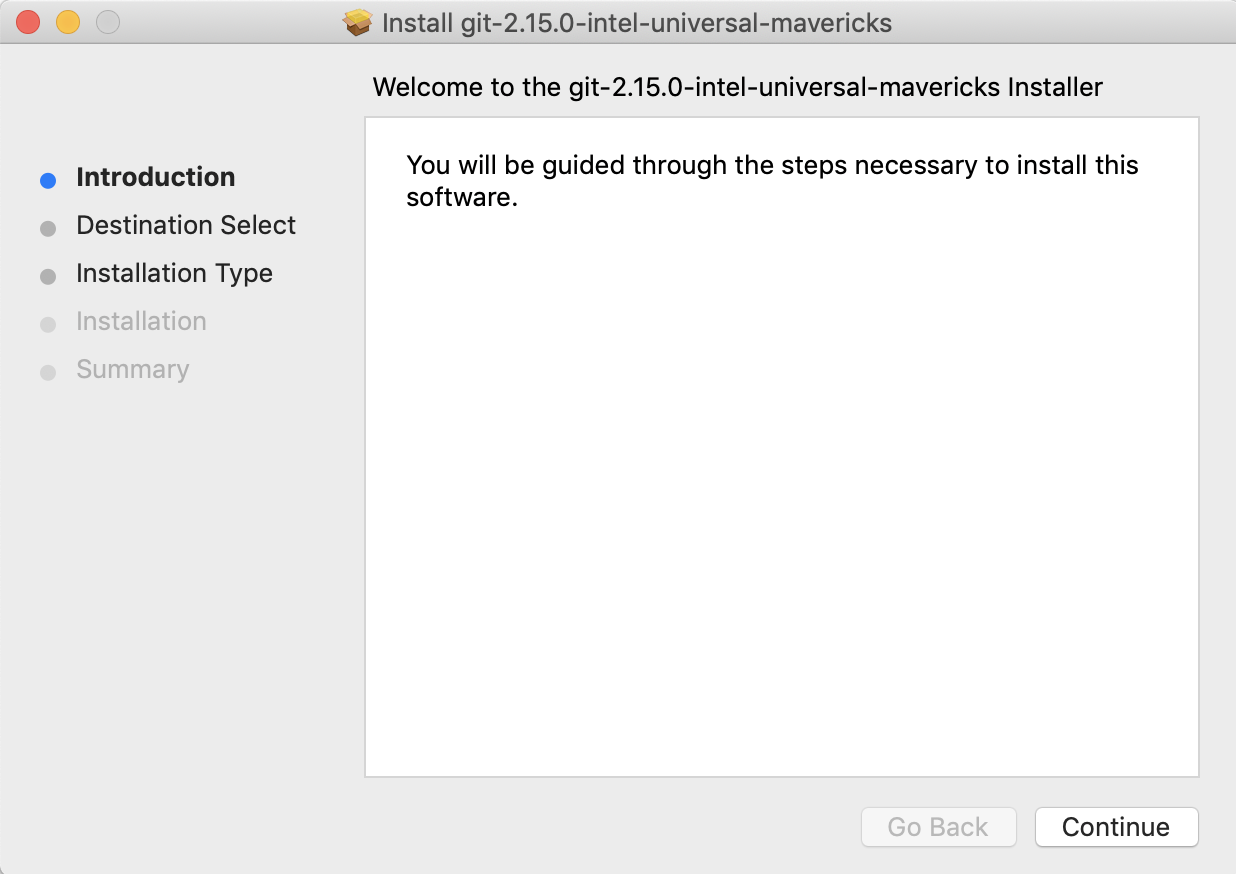 Install git-2.15.0-intel-universal-mavericks
Welcome to the git-2.15.0-intel-universal-mavericks Installer
Introduction
Destination Select
Installation Type
Installation
Summary
You will be guided through the steps necessary to install this
software.
Go Back
Continue